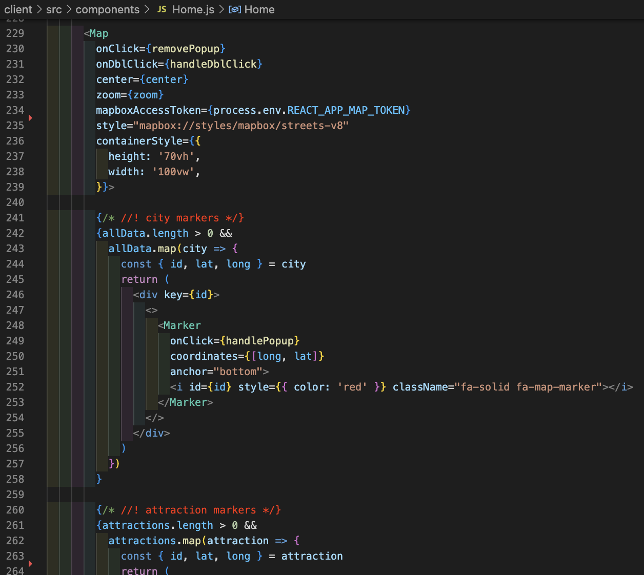 client > src > components > JS Home.js > Home
228
229 <Map
230 onClick={removePopup}
231 onDblClick={handleDblClick}
232 center={center}
233 zoom={zoom}
234 mapboxAccessToken={process.env.REACT_APP_MAP_TOKEN}
235 style="mapbox://styles/mapbox/streets-v8"
236 containerStyle={{
237 height: '70vh',
238 width: '100vw',
239 }}>
240
241 {/* //! city markers */}
242 {allData.length > 0 &&
243 allData.map(city => {
244 const { id, lat, long } = city
245 return (
246 <div key={id}>
247 <>
248 <Marker
249 onClick={handlePopup}
250 coordinates={[long, lat]}
251 anchor="bottom">
252 <i id={id} style={{ color: 'red' }} className="fa-solid fa-map-marker"></i>
253 </Marker>
254 </>
255 </div>
256 )
257 })
258 }
259
260 {/* //! attraction markers */}
261 {attractions.length > 0 &&
262 attractions.map(attraction => {
263 const { id, lat, long } = attraction
264 return (